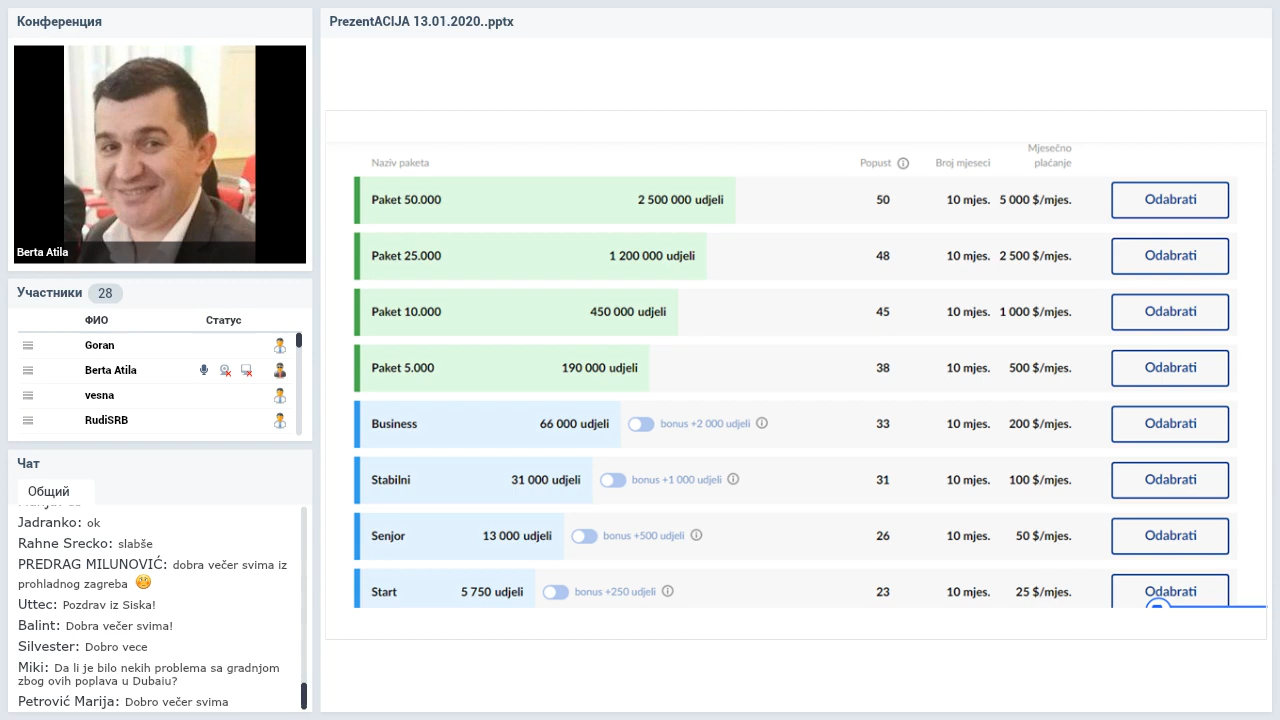 Конференция
Berta Atila
Участники 28
ФИО Статус
Goran
Berta Atila
vesna
RudiSRB
Чат
Общий
Jadranko: ok
Rahne Srecko: slabše
PREDRAG MILUNOVIĆ: dobra večer svima iz
prohladnog zagreba
Uttec: Pozdrav iz Siska!
Balint: Dobra večer svima!
Silvester: Dobro vece
Miki: Da li je bilo nekih problema sa gradnjom
zbog ovih poplava u Dubaiu?
Petrović Marija: Dobro večer svima
PrezentACIJA 13.01.2020..pptx
Naziv paketa Popust Broj mjeseci Mjesečno
plaćanje
Paket 50.000 2 500 000 udjeli 50 10 mjes. 5 000 $/mjes. Odabrati
Paket 25.000 1 200 000 udjeli 48 10 mjes. 2 500 $/mjes. Odabrati
Paket 10.000 450 000 udjeli 45 10 mjes. 1 000 $/mjes. Odabrati
Paket 5.000 190 000 udjeli 38 10 mjes. 500 $/mjes. Odabrati
Business 66 000 udjeli bonus +2 000 udjeli 33 10 mjes. 200 $/mjes. Odabrati
Stabilni 31 000 udjeli bonus +1 000 udjeli 31 10 mjes. 100 $/mjes. Odabrati
Senjor 13 000 udjeli bonus +500 udjeli 26 10 mjes. 50 $/mjes. Odabrati
Start 5 750 udjeli bonus +250 udjeli 23 10 mjes. 25 $/mjes. Odabrati